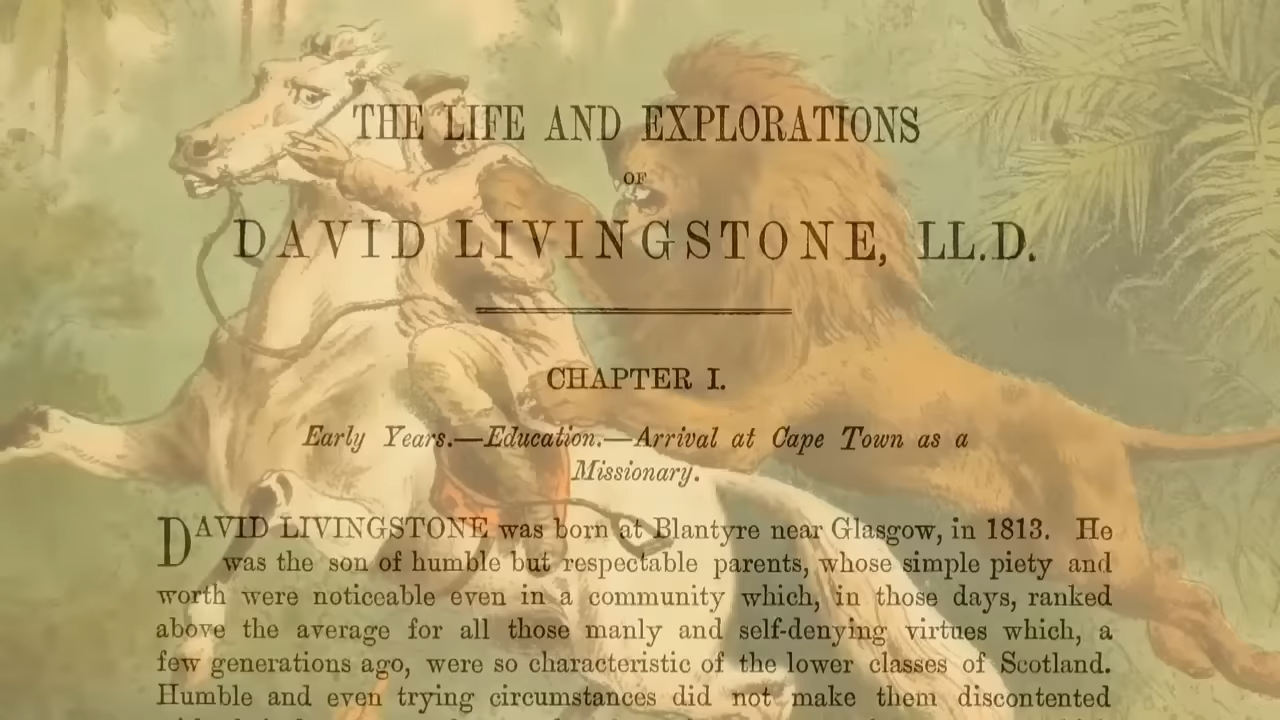 THE LIFE AND EXPLORATIONS
OF
DAVID LIVINGSTONE, LL.D.
CHAPTER I.
Early Years.—Education.—Arrival at Cape Town as a
Missionary.
DAVID LIVINGSTONE was born at Blantyre near Glasgow, in 1813. He
was the son of humble but respectable parents, whose simple piety and
worth were noticeable even in a community which, in those days, ranked
above the average for all those manly and self-denying virtues which, a
few generations ago, were so characteristic of the lower classes of Scotland.
Humble and even trying circumstances did not make them discontented